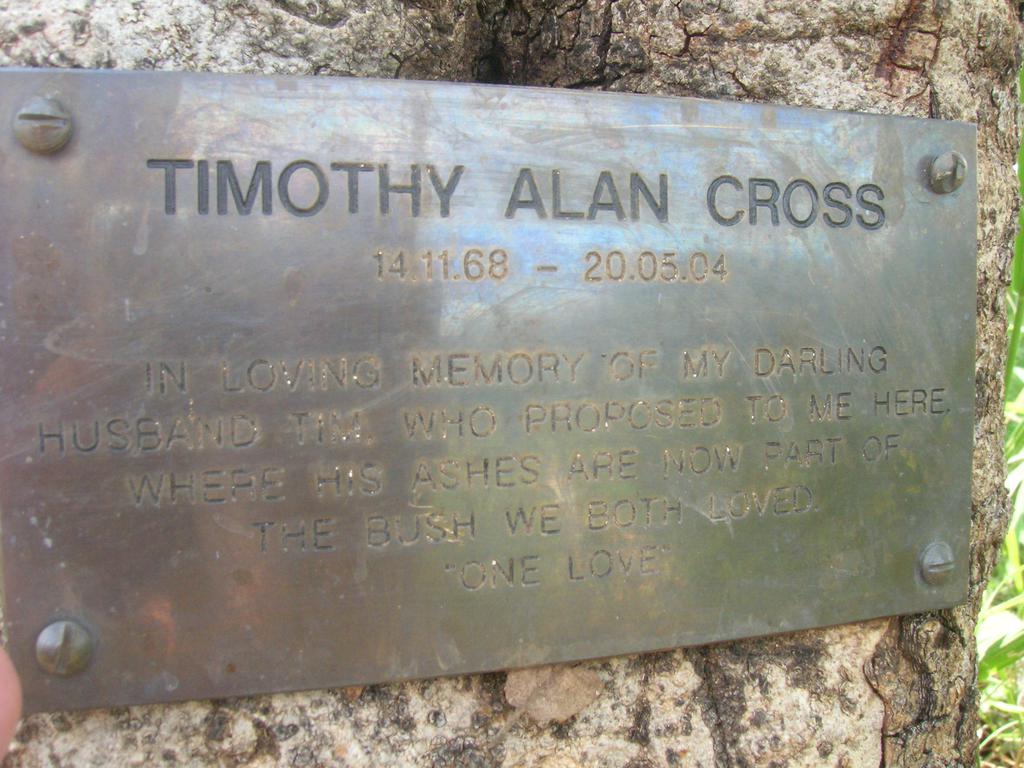 TIMOTHY ALAN CROSS
14.11.68 - 20.05.04
IN LOVING MEMORY OF MY DARLING
HUSBAND TIM, WHO PROPOSED TO ME HERE,
WHERE HIS ASHES ARE NOW PART OF
THE BUSH WE BOTH LOVED.
"ONE LOVE"